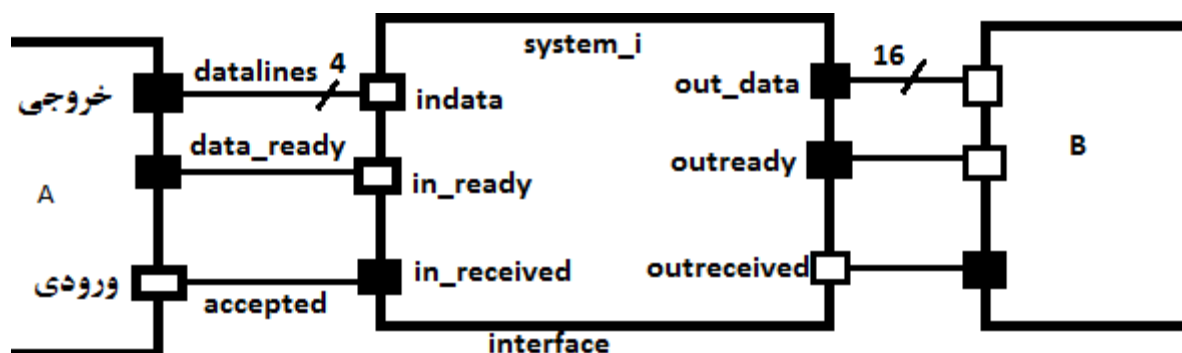 system_i
datalines 4
خروجی
indata
out_data
16
data_ready
A
in_ready
outready
B
ورودی
accepted
in_received
outreceived
interface